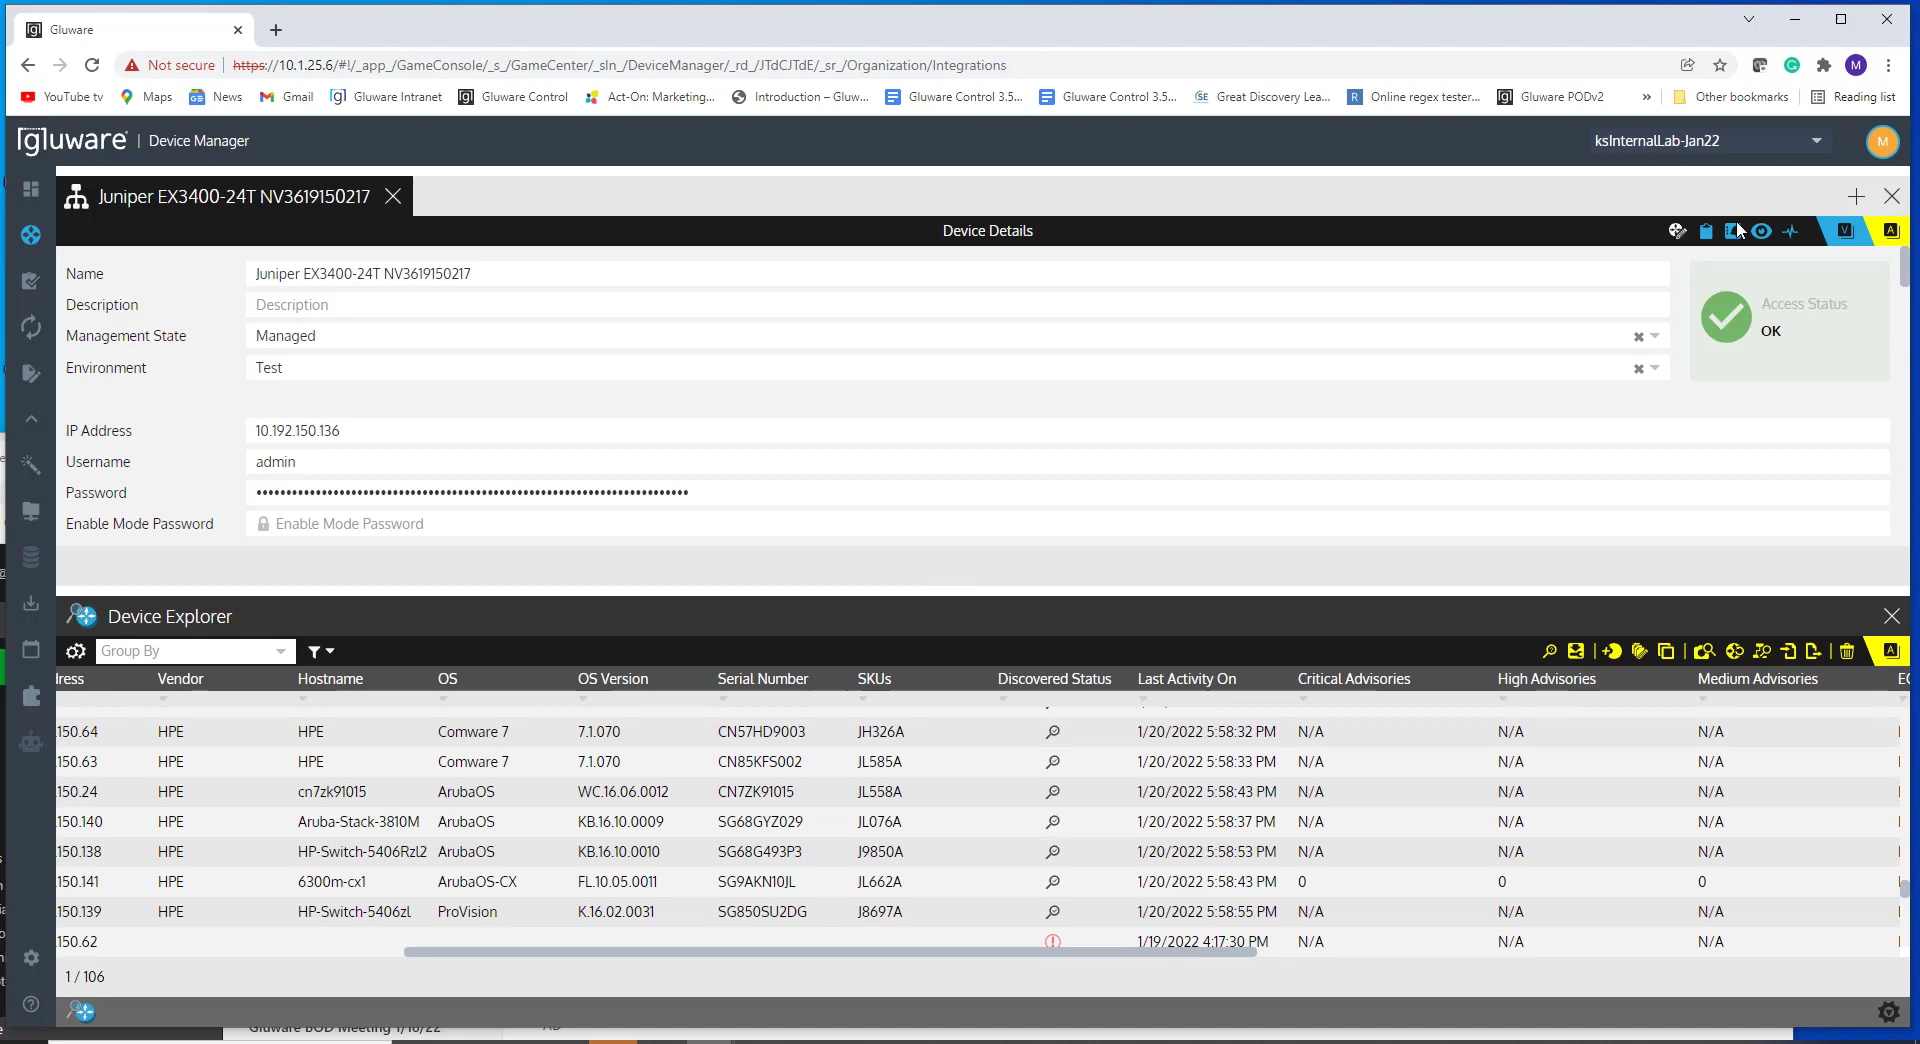 Gluware
Not secure https://10.1.25.6/#!/_app_/GameConsole/_s_/GameCenter/_sln_/DeviceManager/_rd_/JTdCJTdE/_sr_/Organization/Integrations M
YouTube tv Maps News Gmail Gluware Intranet Gluware Control Act-On: Marketing... Introduction – Gluw... Gluware Control 3.5... Gluware Control 3.5... Great Discovery Lea... Online regex tester... Gluware PODv2 » Other bookmarks Reading list
gluware | Device Manager ksInternalLab-Jan22 M
Juniper EX3400-24T NV3619150217
Device Details V A
Name Juniper EX3400-24T NV3619150217
Description Description
Management State Managed
Environment Test
Access Status
OK
IP Address 10.192.150.136
Username admin
Password ••••••••••••••••••••••••••••••••••••••••••••••••••••••••••••••••••••••••
Enable Mode Password Enable Mode Password
Device Explorer
Group By A
ress Vendor Hostname OS OS Version Serial Number SKUs Discovered Status Last Activity On Critical Advisories High Advisories Medium Advisories
.150.64 HPE HPE Comware 7 7.1.070 CN57HD9003 JH326A 1/20/2022 5:58:32 PM N/A N/A N/A
.150.63 HPE HPE Comware 7 7.1.070 CN85KFS002 JL585A 1/20/2022 5:58:33 PM N/A N/A N/A
.150.24 HPE cn7zk91015 ArubaOS WC.16.06.0012 CN7ZK91015 JL558A 1/20/2022 5:58:43 PM N/A N/A N/A
.150.140 HPE Aruba-Stack-3810M ArubaOS KB.16.10.0009 SG68GYZ029 JL076A 1/20/2022 5:58:37 PM N/A N/A N/A
.150.138 HPE HP-Switch-5406Rzl2 ArubaOS KB.16.10.0010 SG68G493P3 J9850A 1/20/2022 5:58:53 PM N/A N/A N/A
.150.141 HPE 6300m-cx1 ArubaOS-CX FL.10.05.0011 SG9AKN10JL JL662A 1/20/2022 5:58:43 PM 0 0 0
.150.139 HPE HP-Switch-5406zl ProVision K.16.02.0031 SG850SU2DG J8697A 1/20/2022 5:58:55 PM N/A N/A N/A
.150.62 1/19/2022 4:17:30 PM N/A N/A N/A
1 / 106
Gluware BOD Meeting 1/18/22